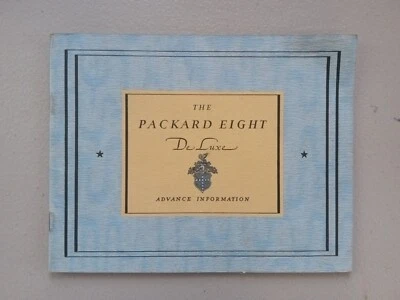 THE
PACKARD EIGHT
De Luxe
ADVANCE INFORMATION